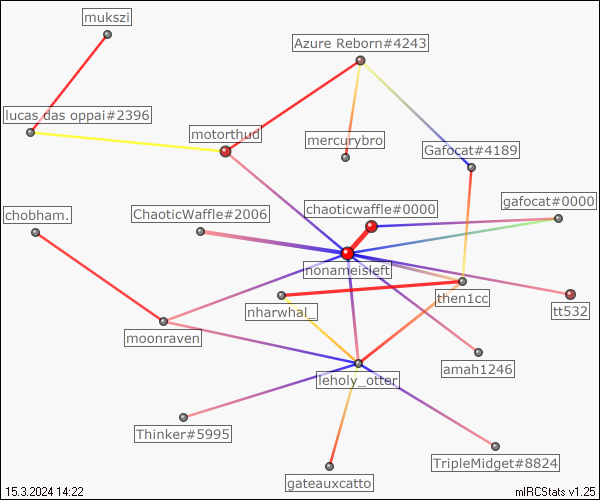 mukszi
Azure Reborn#4243
lucas das oppai#2396
motorthud
mercurybro
Gafocat#4189
gafocat#0000
chaoticwaffle#0000
chobham.
ChaoticWaffle#2006
nonameisleft
then1cc
nharwhal_
tt532
moonraven
amah1246
leholy_otter
Thinker#5995
TripleMidget#8824
gateauxcatto
15.3.2024 14:22
mIRCStats v1.25